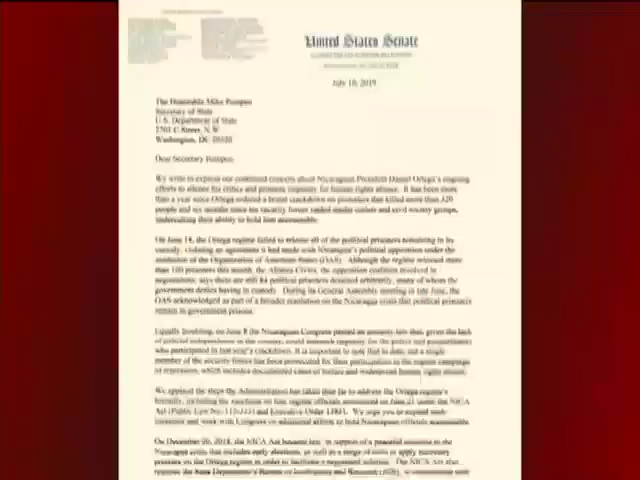 United States Senate
July 10, 2019
The Honorable Mike Pompeo
Secretary of State
U.S. Department of State
2201 C Street, N.W.
Washington, DC 20520
Dear Secretary Pompeo:
We write to express our continued concern about Nicaraguan President Daniel Ortega's ongoing
efforts to silence his critics and promote impunity for human rights abuses. It has been more
than a year since Ortega ordered a brutal crackdown on protesters that killed more than 320
people and six months since his security forces raided media outlets and civil society groups,
undercutting their ability to hold him accountable.
On June 18, the Ortega regime failed to release all of the political prisoners remaining in its
custody, violating an agreement it had made with Nicaragua's political opposition under the
of the Organization of American States (OAS). Although the regime released more
than 100 prisoners this month, the Alianza Civica, the opposition coalition involved in
negotiations, says there are still 84 political prisoners detained arbitrarily, many of whom the
government denies having in custody. During its General Assembly meeting in late June, the
OAS acknowledged as part of a broader resolution on the Nicaragua crisis that political prisoners
remain in government prisons.
Equally troubling, on June 8 the Nicaraguan Congress passed an amnesty law that, given the lack
of judicial independence in the country, could entrench impunity for the police and paramilitaries
who participated in last year's crackdown. It is important to note that to date, not a single
member of the security forces has been prosecuted for their participation in the regime campaign
of repression, which includes documented cases of torture and widespread human rights abuses.
We applaud the steps the Administration has taken thus far to address the Ortega regime's
brutality, including the sanctions on four regime officials announced on June 21 under the NICA
Act (Public Law No: 115-335) and Executive Order 13851. We urge you to expand such
sanctions and work with Congress on additional efforts to hold Nicaraguan officials accountable.
On December 20, 2018, the NICA Act became law in support of a peaceful solution to the
Nicaragua crisis that includes early elections, as well as a range of tools to apply necessary
pressure on the Ortega regime in order to facilitate a negotiated solution. The NICA Act also
requires the State Department's Bureau of Intelligence and Research (INR), in